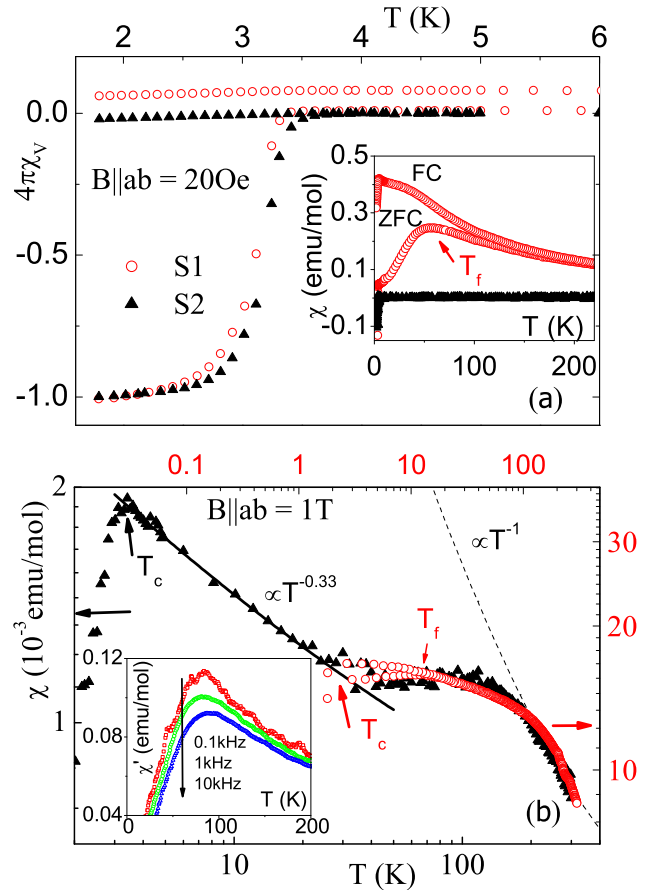 T (K)
2 3 4 5 6
0.0
-0.5
-1.0
4πχV
B||ab = 20Oe
S1
S2
0.5
0.3
0.1
-0.1
χ (emu/mol)
FC
ZFC
Tf
T (K)
0 100 200
(a)
0.1 1 10 100
2
1
χ (10-3 emu/mol)
B||ab = 1T
Tc
∝T-0.33
∝T-1
Tf
Tc
30
20
10
0.12
0.08
0.04
χ' (emu/mol)
0.1kHz
1kHz
10kHz
T (K)
0 100 200
(b)
10 100
T (K)